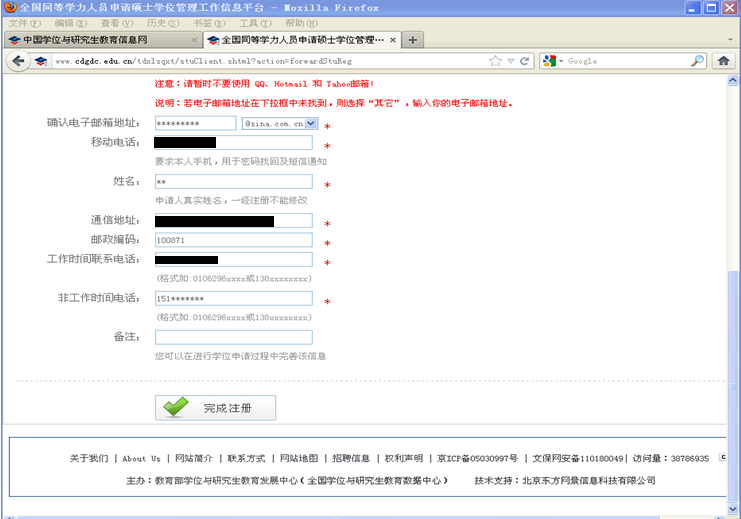 全国同等学力人员申请硕士学位管理工作信息平台 - Mozilla Firefox
文件(F) 编辑(E) 查看(V) 历史(S) 书签(B) 工具(T) 帮助(H)
中国学位与研究生教育信息网 × 全国同等学力人员申请硕士学位管理... × +
www.cdgdc.edu.cn/tdxlsqxt/stuClient.shtml?action=forwardStuReg Google
注意：请暂时不要使用 QQ、Hotmail 和 Yahoo邮箱！
说明：若电子邮箱地址在下拉框中未找到，则选择“其它”，输入你的电子邮箱地址。
确认电子邮箱地址： ********* @sina.com.cn *
移动电话： *
要求本人手机，用于密码找回及短信通知
姓名： ** *
申请人真实姓名，一经注册不能修改
通信地址： *
邮政编码： 100871 *
工作时间联系电话： *
(格式如:0106296xxxx或138xxxxxxxx)
非工作时间电话： 151******* *
(格式如:0106296xxxx或138xxxxxxxx)
备注：
您可以在进行学位申请过程中完善该信息
完成注册
关于我们 | About Us | 网站简介 | 联系方式 | 网站地图 | 招聘信息 | 权利声明 | 京ICP备05030997号 | 文保网安备110180049| 访问量：38786935
主办：教育部学位与研究生教育发展中心（全国学位与研究生教育数据中心） 技术支持：北京东方网景信息科技有限公司